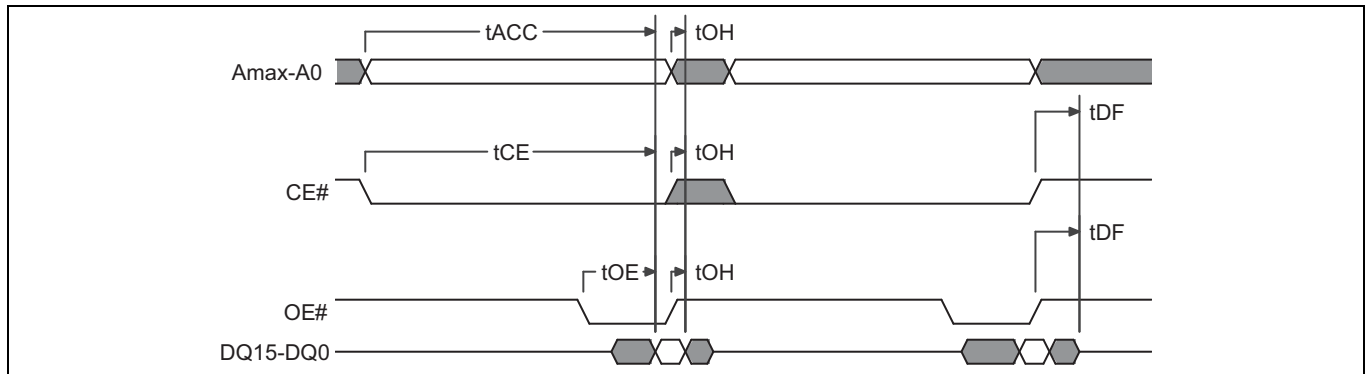 tACC
tOH
Amax-A0
tDF
tCE
tOH
CE#
tDF
tOE
tOH
OE#
DQ15-DQ0